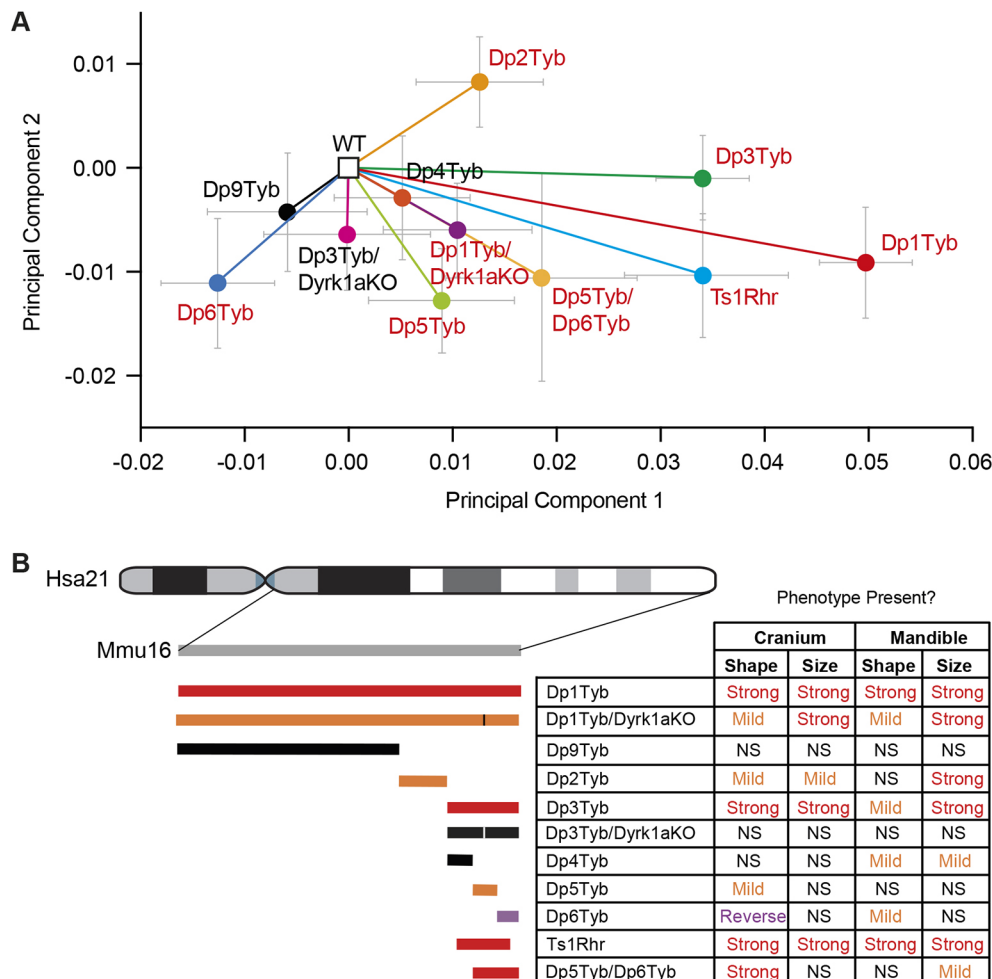 A
Principal Component 2
0.01
0.00
-0.01
-0.02
Dp2Tyb
WT
Dp4Tyb
Dp3Tyb
Dp9Tyb
Dp3Tyb/
Dyrk1aKO
Dp1Tyb/
Dyrk1aKO
Dp1Tyb
Dp6Tyb
Dp5Tyb
Dp5Tyb/
Dp6Tyb
Ts1Rhr
-0.02 -0.01 0.00 0.01 0.02 0.03 0.04 0.05 0.06
Principal Component 1
B
Hsa21
Mmu16
Phenotype Present?
Cranium Mandible
Shape Size Shape Size
Dp1Tyb Strong Strong Strong Strong
Dp1Tyb/Dyrk1aKO Mild Strong Mild Strong
Dp9Tyb NS NS NS NS
Dp2Tyb Mild Mild NS Strong
Dp3Tyb Strong Strong Mild Strong
Dp3Tyb/Dyrk1aKO NS NS NS NS
Dp4Tyb NS NS Mild Mild
Dp5Tyb Mild NS NS NS
Dp6Tyb Reverse NS Mild NS
Ts1Rhr Strong Strong Strong Strong
Dp5Tyb/Dp6Tyb Strong NS NS Mild